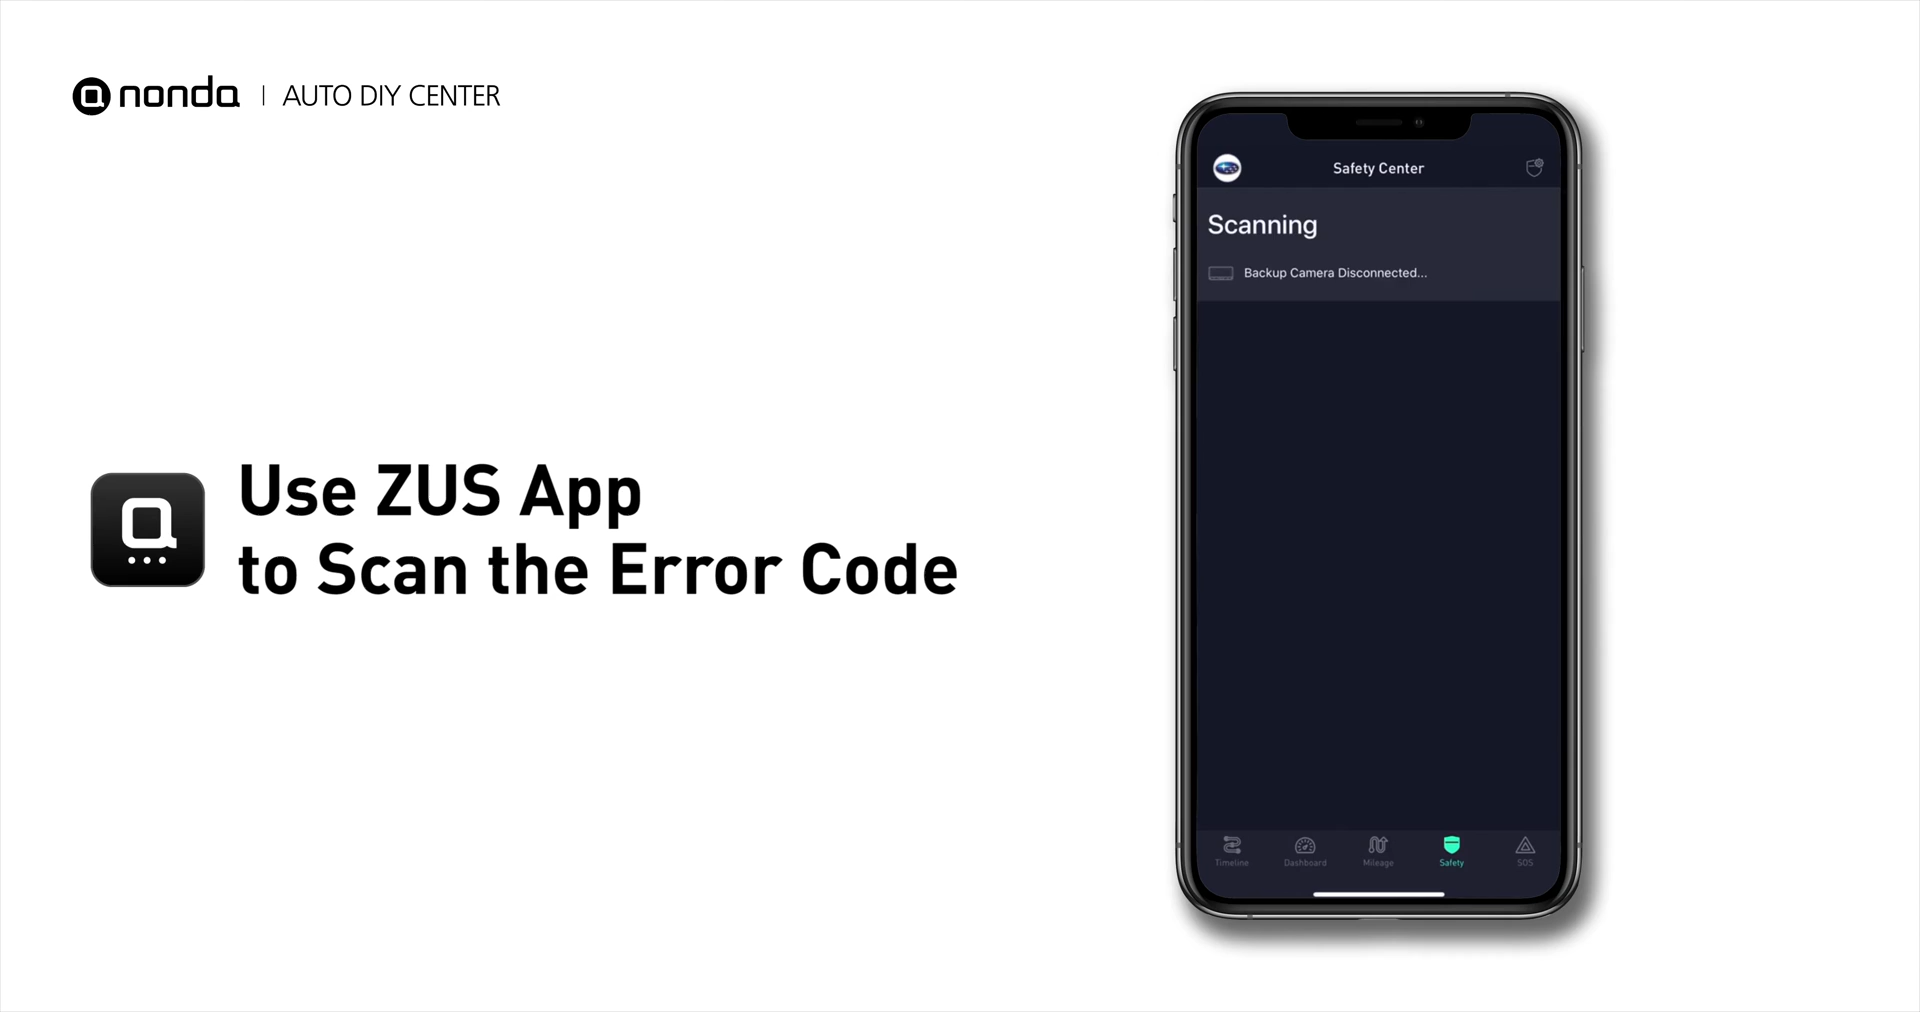 nonda | AUTO DIY CENTER
Use ZUS App
to Scan the Error Code
Safety Center
Scanning
Backup Camera Disconnected...
Timeline
Dashboard
Mileage
Safety
SOS